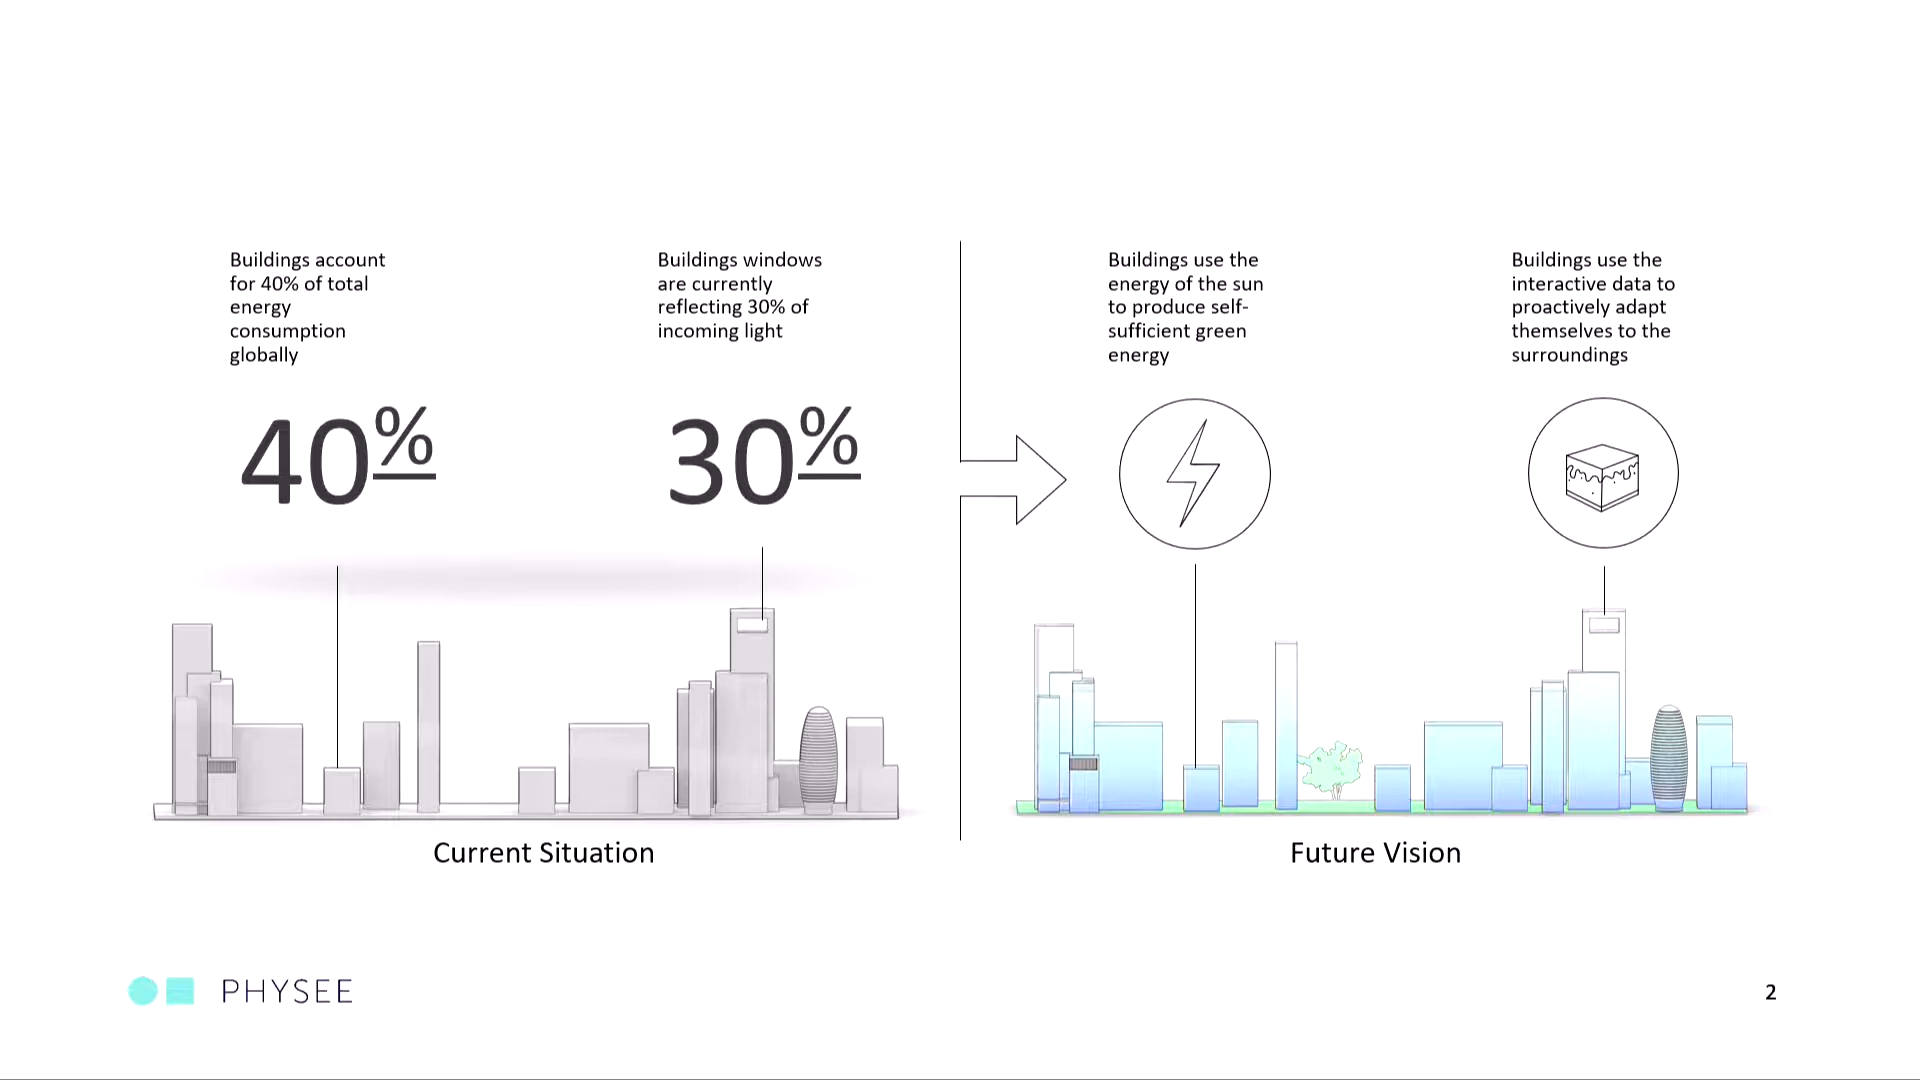 Buildings account
for 40% of total
energy
consumption
globally
40%
Buildings windows
are currently
reflecting 30% of
incoming light
30%
Current Situation
Buildings use the
energy of the sun
to produce self-
sufficient green
energy
Buildings use the
interactive data to
proactively adapt
themselves to the
surroundings
Future Vision
PHYSEE
2